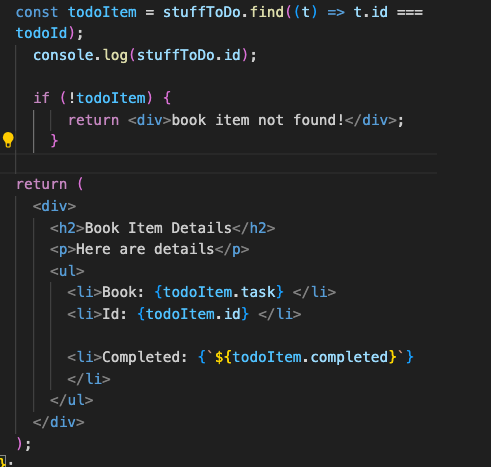 const todoItem = stuffToDo.find((t) => t.id ===
todoId);
console.log(stuffToDo.id);
if (!todoItem) {
return <div>book item not found!</div>;
}
return (
<div>
<h2>Book Item Details</h2>
<p>Here are details</p>
<ul>
<li>Book: {todoItem.task} </li>
<li>Id: {todoItem.id} </li>
<li>Completed: {`${todoItem.completed}`}
</li>
</ul>
</div>
);
};